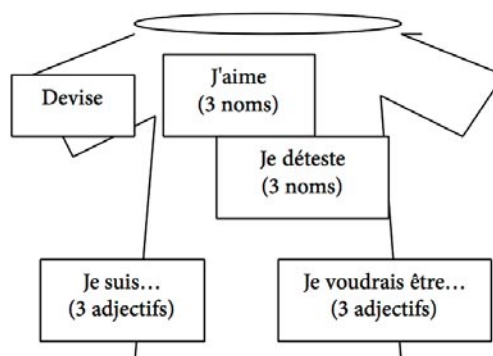 Devise
J'aime
(3 noms)
Je déteste
(3 noms)
Je suis…
(3 adjectifs)
Je voudrais être…
(3 adjectifs)